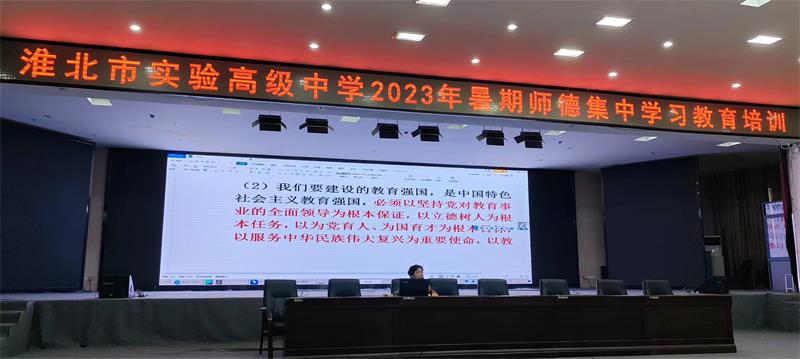 淮北市实验高级中学2023年暑期师德集中学习教育培训
（2）我们要建设的教育强国，是中国特色
社会主义教育强国，必须以坚持党对教育事
业的全面领导为根本保证，以立德树人为根
本任务，以为党育人、为国育才为根本
以服务中华民族伟大复兴为重要使命，以教